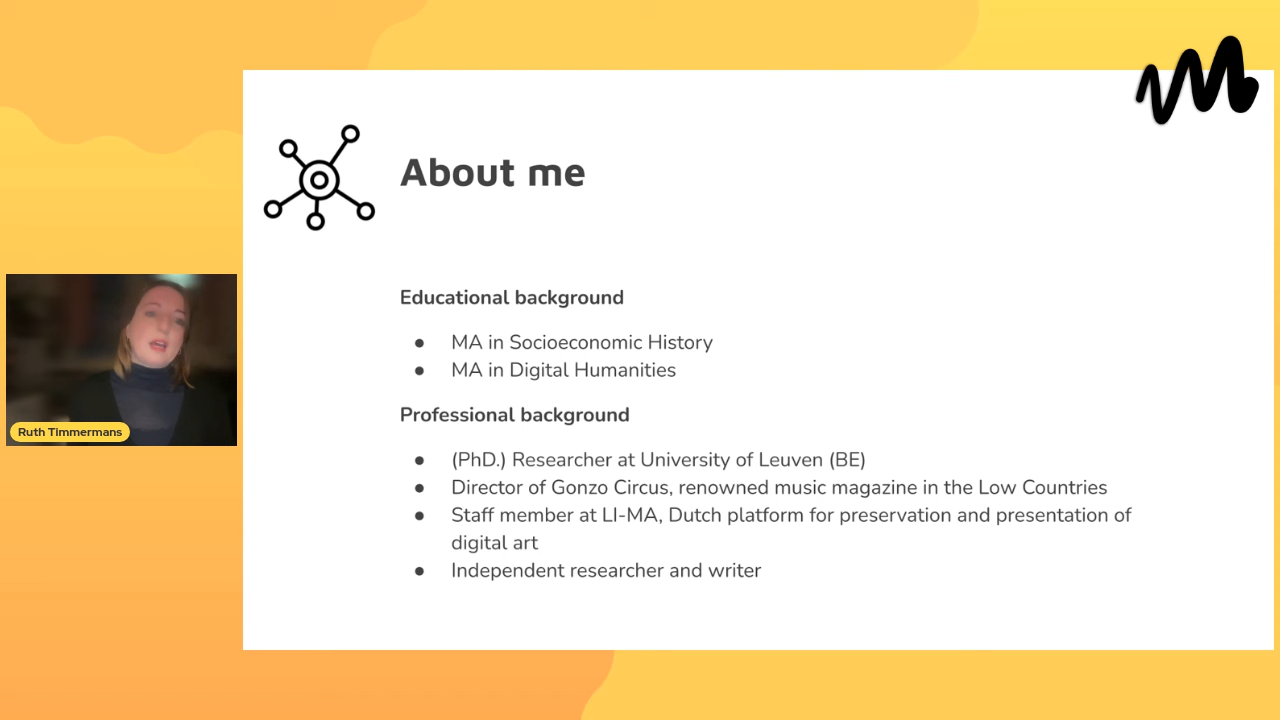 About me
Educational background
● MA in Socioeconomic History
● MA in Digital Humanities
Professional background
● (PhD.) Researcher at University of Leuven (BE)
● Director of Gonzo Circus, renowned music magazine in the Low Countries
● Staff member at LI-MA, Dutch platform for preservation and presentation of
digital art
● Independent researcher and writer
Ruth Timmermans